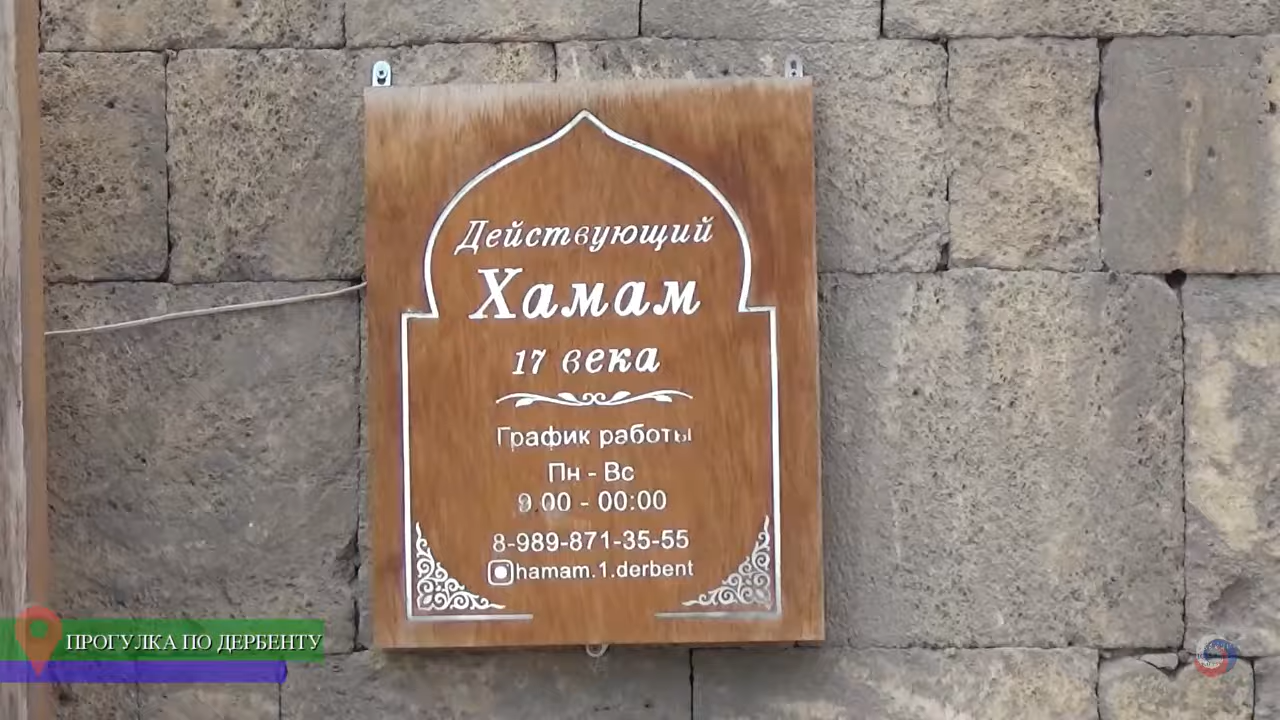 Действующий
Хамам
17 века
График работы
Пн - Вс
9.00 - 00:00
8-989-871-35-55
hamam.1.derbent
ПРОГУЛКА ПО ДЕРБЕНТУ